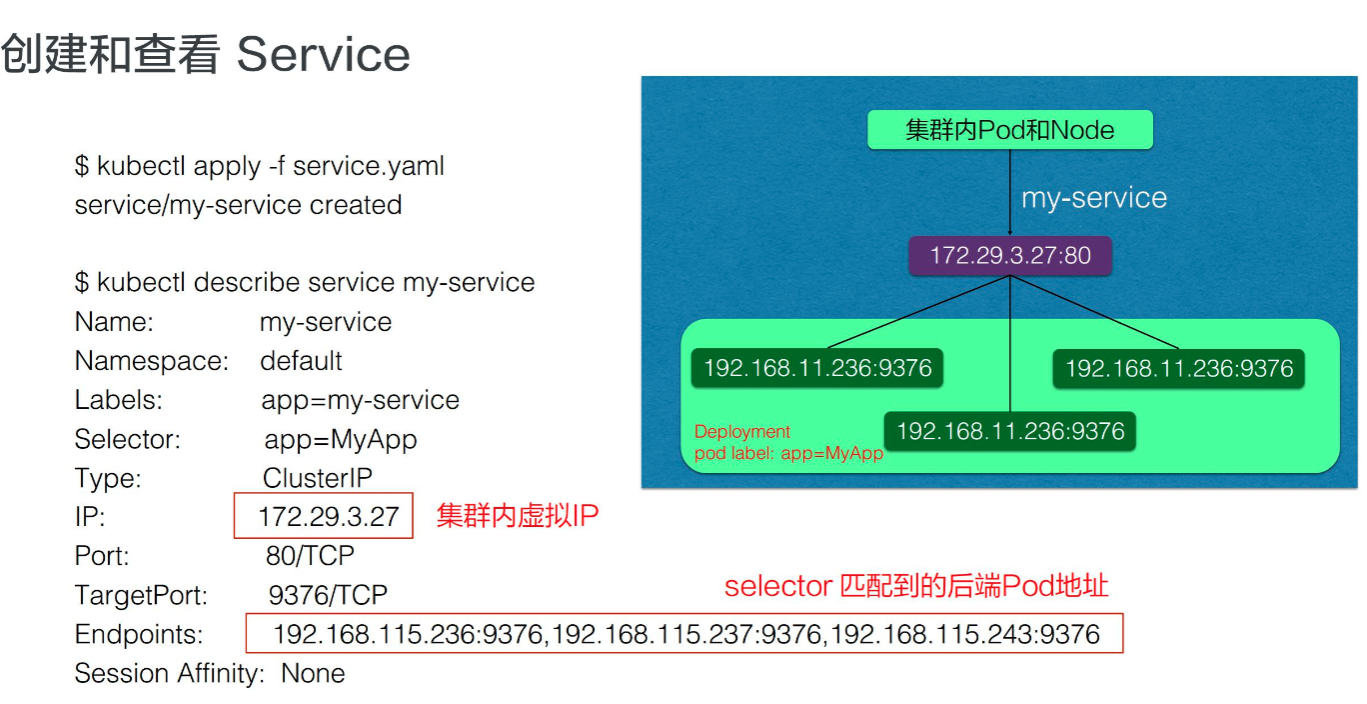 创建和查看 Service
$ kubectl apply -f service.yaml
service/my-service created
$ kubectl describe service my-service
Name: my-service
Namespace: default
Labels: app=my-service
Selector: app=MyApp
Type: ClusterIP
IP: 172.29.3.27 集群内虚拟IP
Port: 80/TCP
TargetPort: 9376/TCP
selector 匹配到的后端Pod地址
Endpoints: 192.168.115.236:9376,192.168.115.237:9376,192.168.115.243:9376
Session Affinity: None
集群内Pod和Node
my-service
172.29.3.27:80
192.168.11.236:9376
192.168.11.236:9376
192.168.11.236:9376
Deployment
pod label: app=MyApp